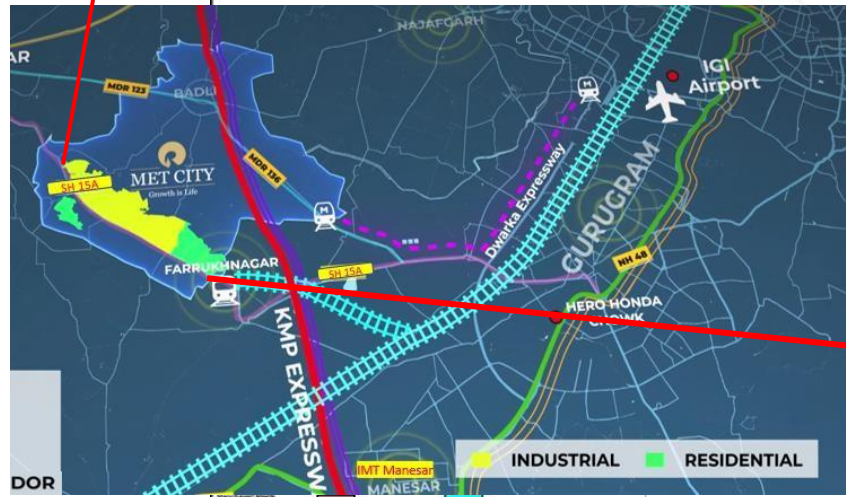 NAJAFGARH
IGI
Airport
AR
MDR 123
BADLI
M
MET CITY
Growth is Life
MDR 136
M
SH 15A
Dwarka Expressway
GURUGRAM
NH 48
FARRUKHNAGAR
SH 15A
HERO HONDA
CHOWK
KMP EXPRESSW
INDUSTRIAL
RESIDENTIAL
IMT Manesar
MANESAR
DOR